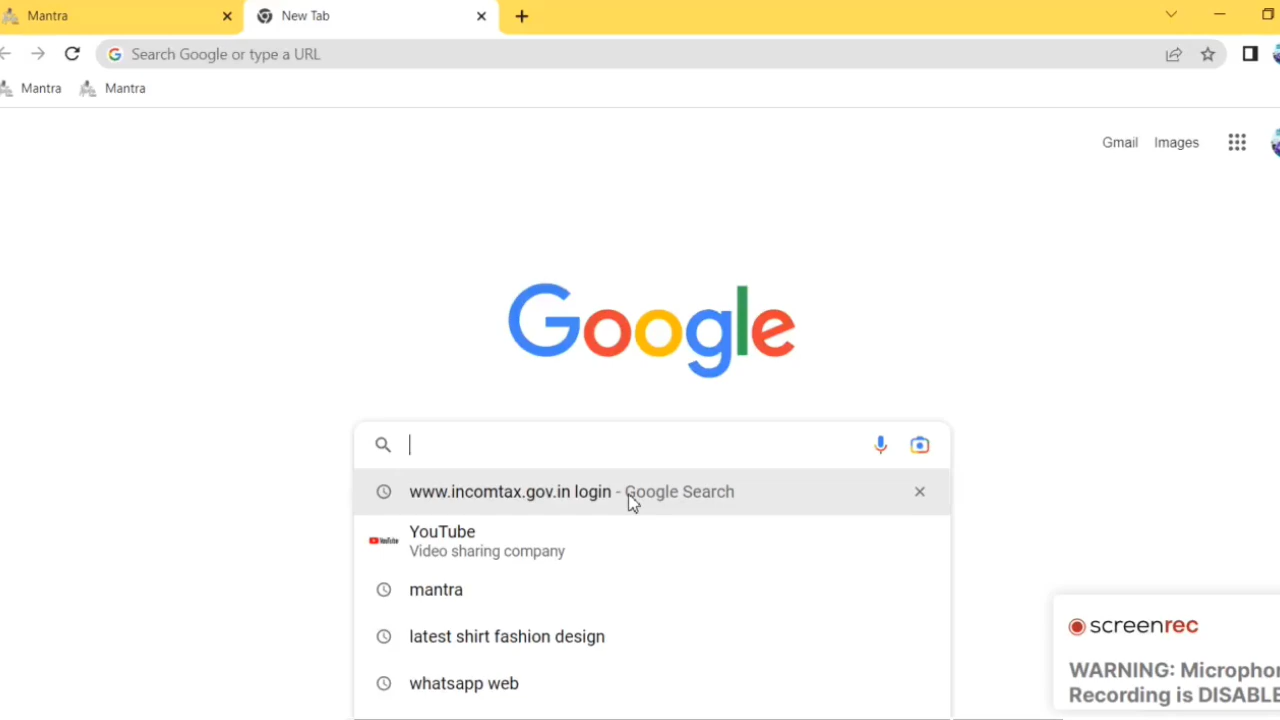 Mantra
New Tab
Search Google or type a URL
Mantra Mantra
Gmail Images
Google
www.incomtax.gov.in login - Google Search
YouTube
YouTube
Video sharing company
mantra
latest shirt fashion design
whatsapp web
screenrec
WARNING: Microphon
Recording is DISABLE